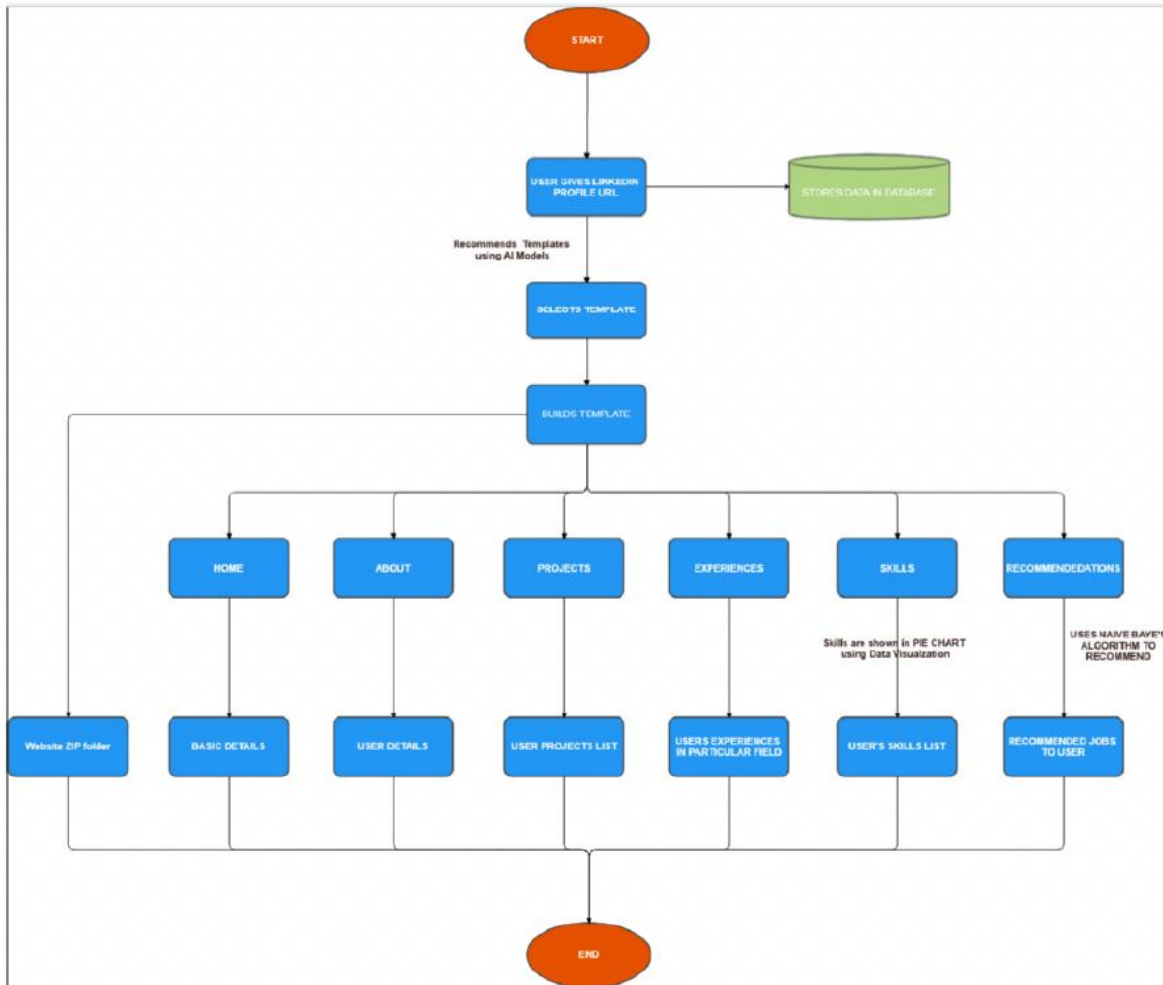 START
USER GIVES LINKEDIN
PROFILE URL
STORES DATA IN DATABASE
Recommends Templates
using AI Models
SELECTS TEMPLATE
BUILDS TEMPLATE
HOME
ABOUT
PROJECTS
EXPERIENCES
SKILLS
RECOMMENDEDATIONS
Skills are shown in PIE CHART
using Data Visualzation
USES NAIVE BAYE'S
ALGORITHM TO
RECOMMEND
Website ZIP folder
BASIC DETAILS
USER DETAILS
USER PROJECTS LIST
USERS EXPERIENCES
IN PARTICULAR FIELD
USER'S SKILLS LIST
RECOMMENDED JOBS
TO USER
END